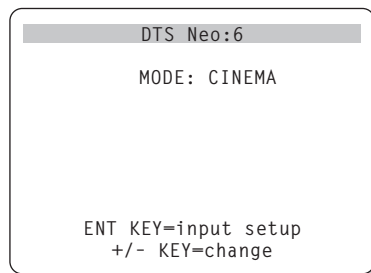 DTS Neo:6
MODE: CINEMA
ENT KEY=input setup
+/- KEY=change